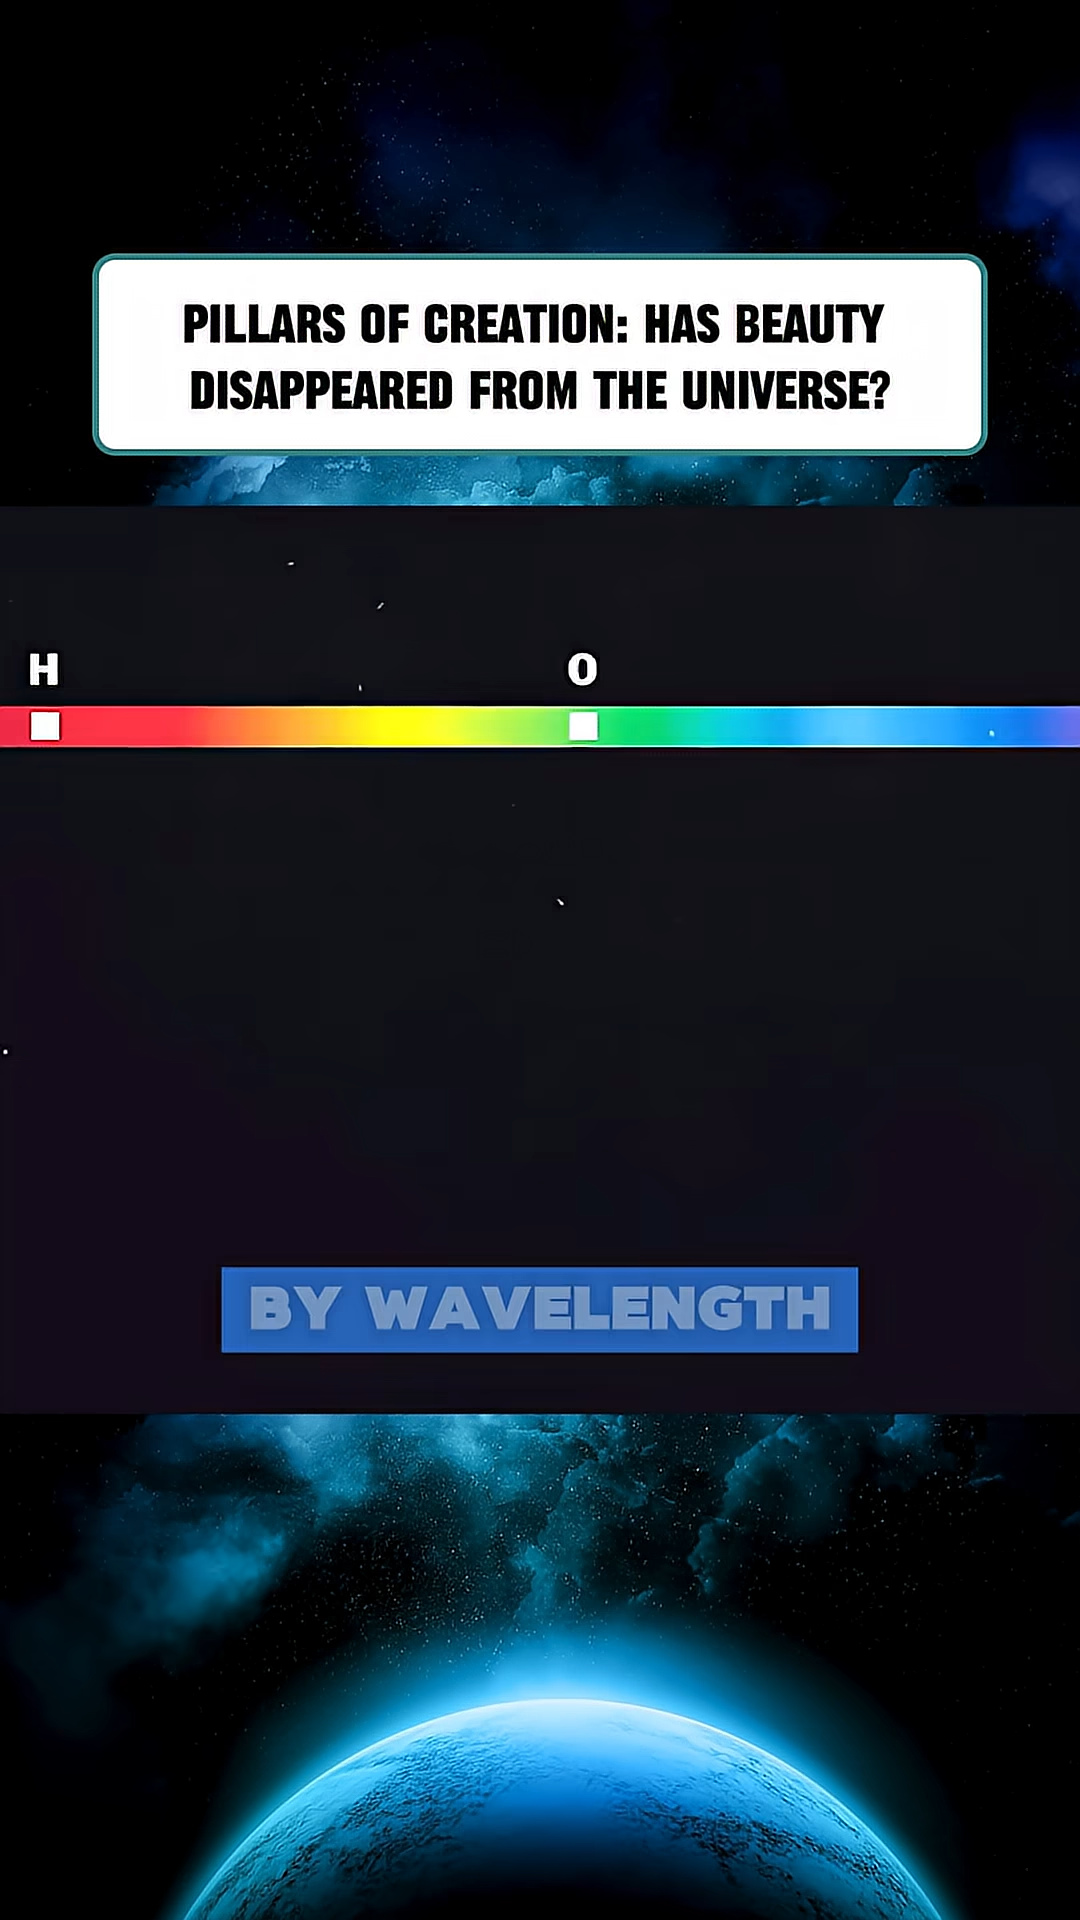 PILLARS OF CREATION: HAS BEAUTY
DISAPPEARED FROM THE UNIVERSE?
H O
BY WAVELENGTH